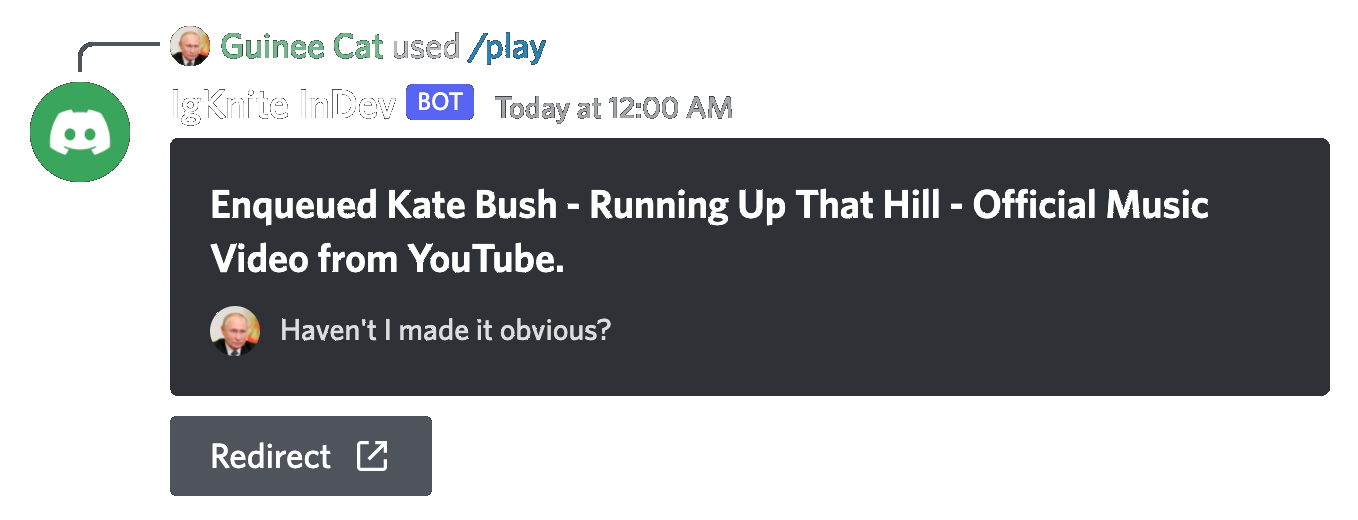 Guinee Cat used /play
IgKnite InDev BOT Today at 12:00 AM
Enqueued Kate Bush - Running Up That Hill - Official Music
Video from YouTube.
Haven't I made it obvious?
Redirect